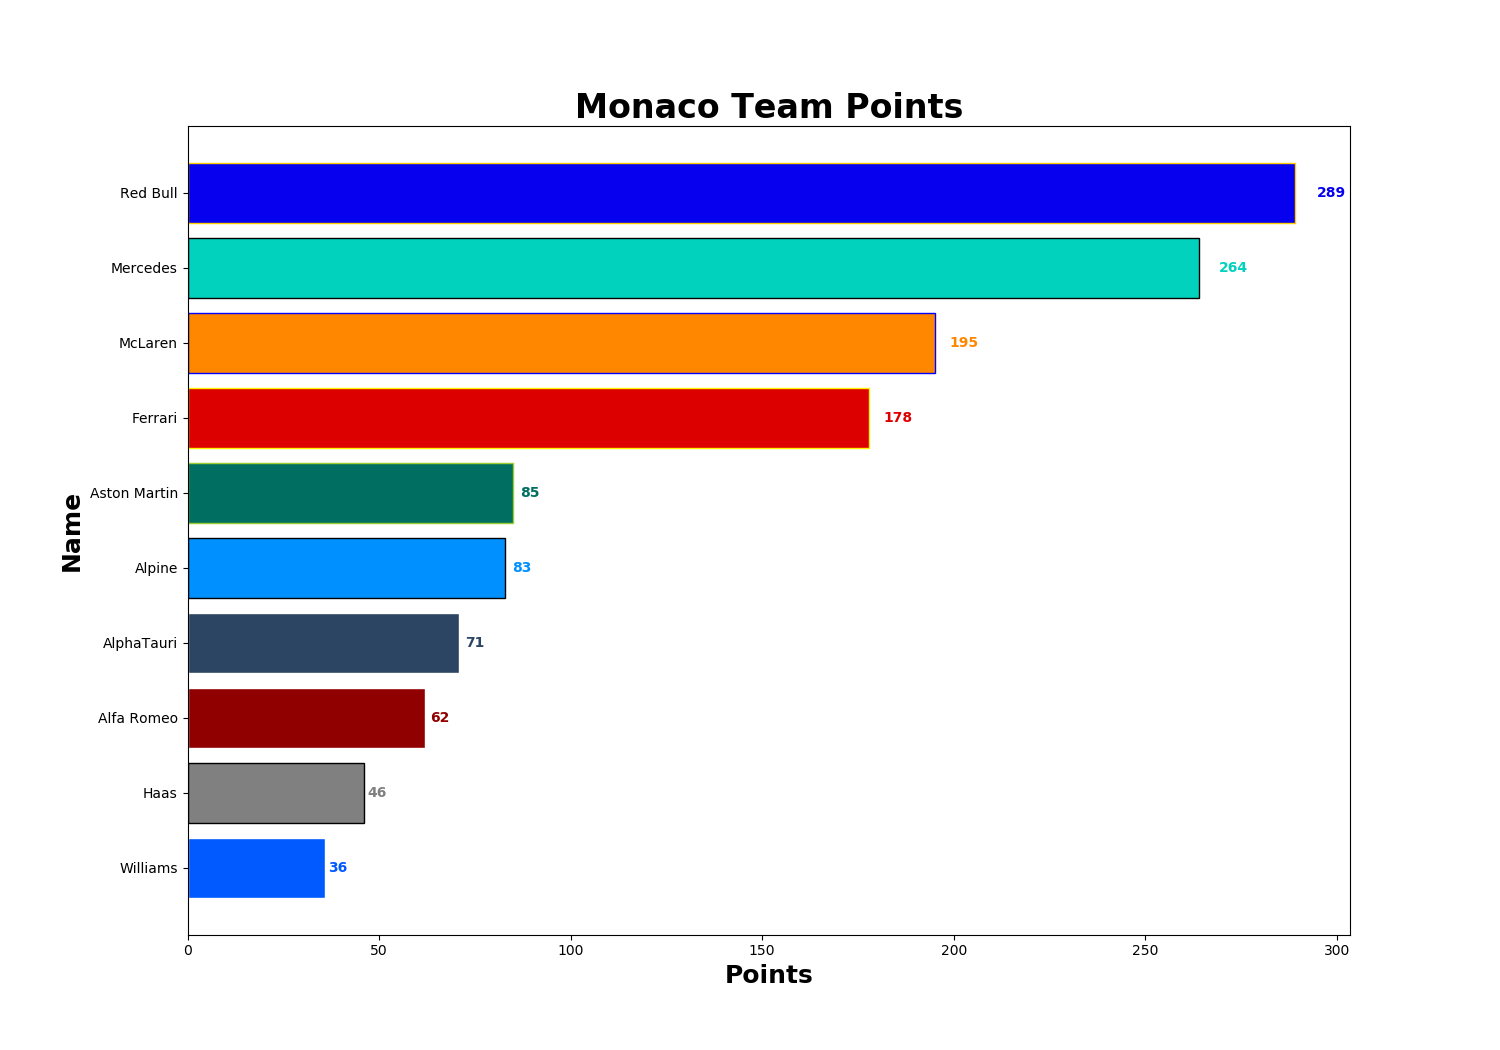 Monaco Team Points
Red Bull 289
Mercedes 264
McLaren 195
Ferrari 178
Aston Martin 85
Name
Alpine 83
AlphaTauri 71
Alfa Romeo 62
Haas 46
Williams 36
0 50 100 150 200 250 300
Points